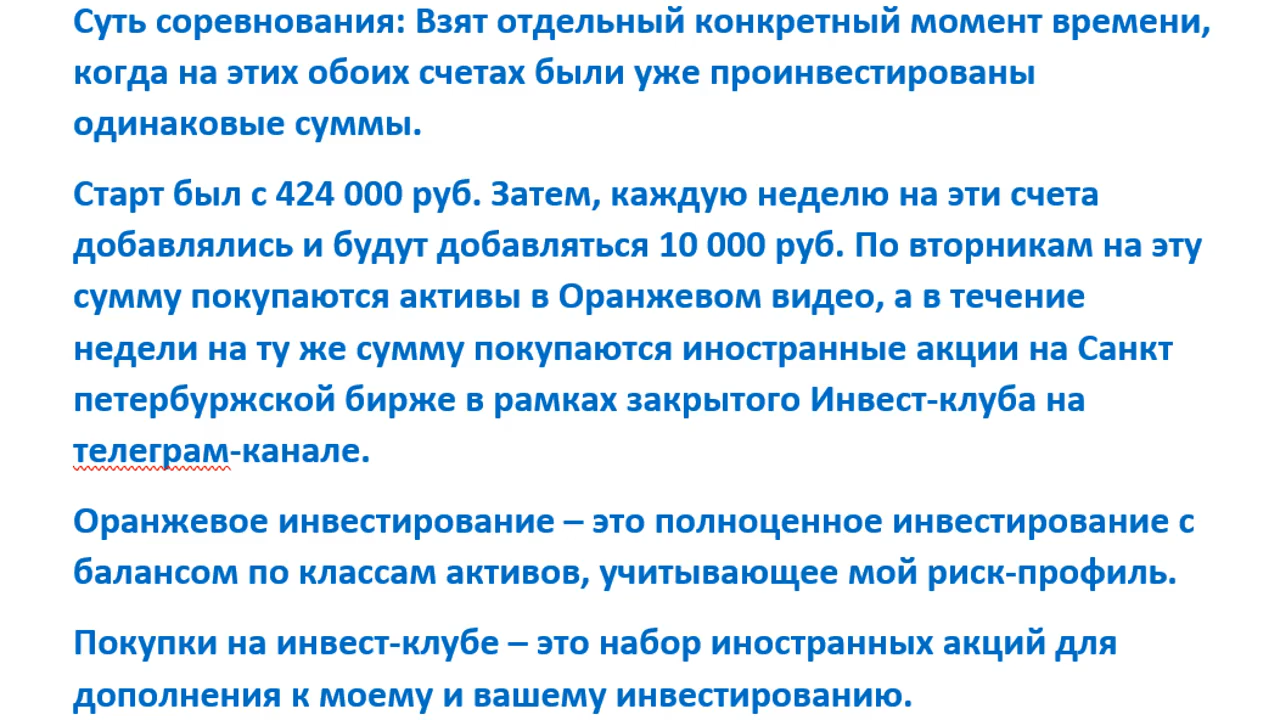 Суть соревнования: Взят отдельный конкретный момент времени,
когда на этих обоих счетах были уже проинвестированы
одинаковые суммы.
Старт был с 424 000 руб. Затем, каждую неделю на эти счета
добавлялись и будут добавляться 10 000 руб. По вторникам на эту
сумму покупаются активы в Оранжевом видео, а в течение
недели на ту же сумму покупаются иностранные акции на Санкт
петербуржской бирже в рамках закрытого Инвест-клуба на
телеграм-канале.
Оранжевое инвестирование – это полноценное инвестирование с
балансом по классам активов, учитывающее мой риск-профиль.
Покупки на инвест-клубе – это набор иностранных акций для
дополнения к моему и вашему инвестированию.